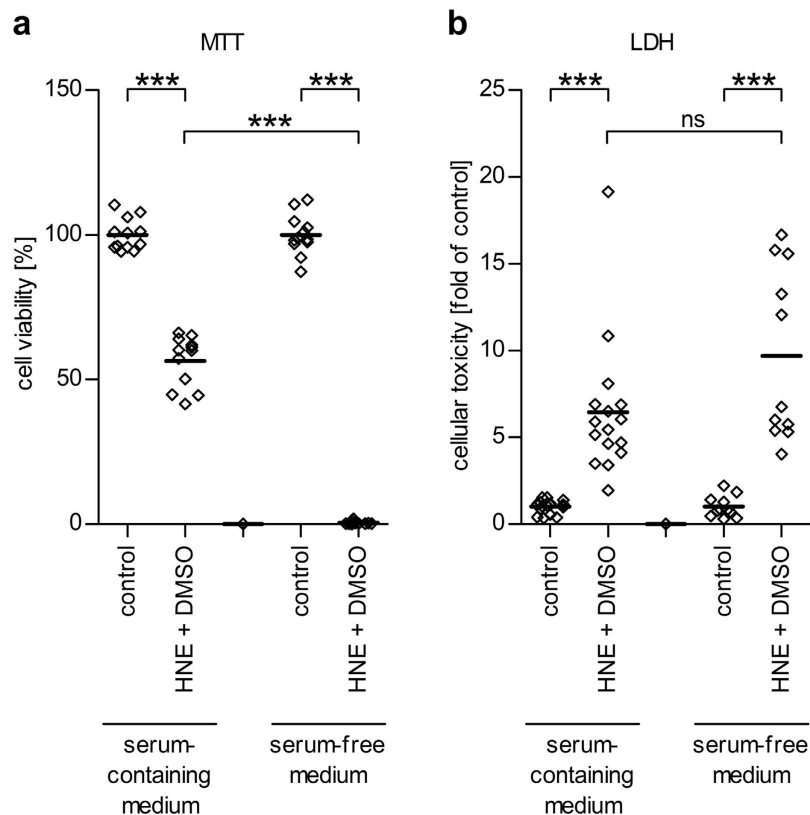 a
MTT
cell viability [%]
150
100
50
0
***
***
***
control
HNE + DMSO
control
HNE + DMSO
serum-
containing
medium
serum-free
medium
b
LDH
cellular toxicity [fold of control]
25
20
15
10
5
0
***
***
ns
control
HNE + DMSO
control
HNE + DMSO
serum-
containing
medium
serum-free
medium